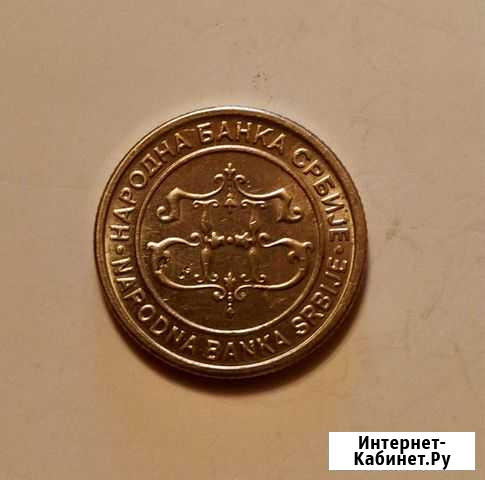 НАРОДНА БАНКА СРБИЈЕ
NARODNA BANKA SRBIJE
Интернет-
Кабинет.Ру